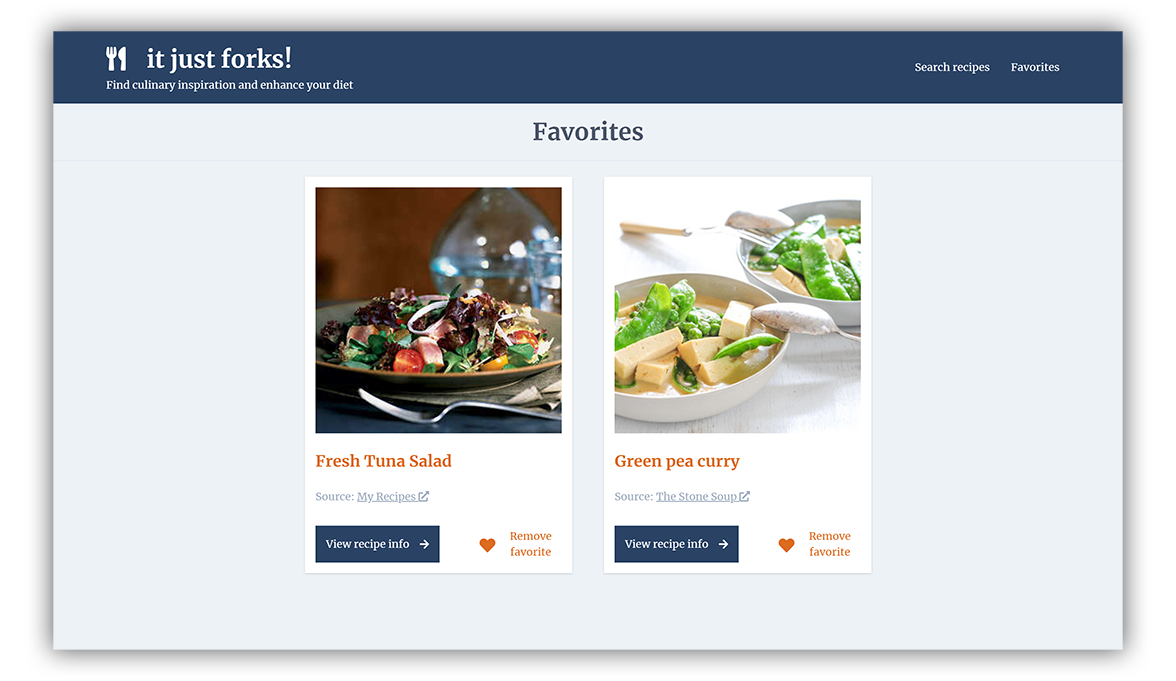 it just forks!
Find culinary inspiration and enhance your diet
Search recipes
Favorites
Favorites
Fresh Tuna Salad
Source: My Recipes
View recipe info
Remove
favorite
Green pea curry
Source: The Stone Soup
View recipe info
Remove
favorite